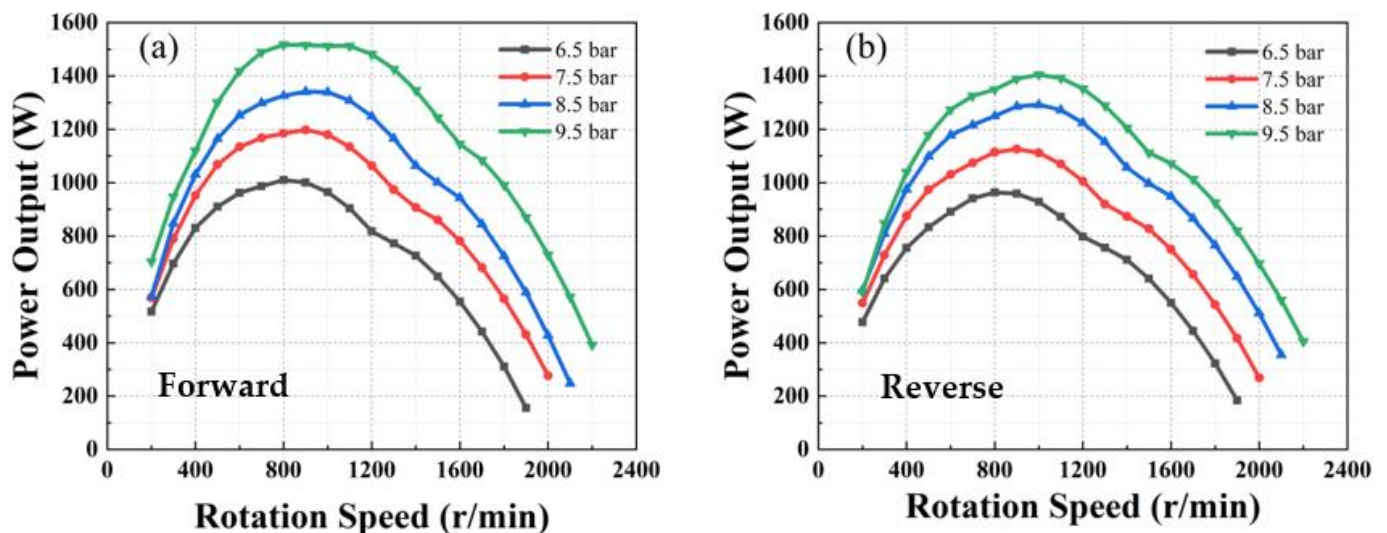 (a)
6.5 bar
7.5 bar
8.5 bar
9.5 bar
Power Output (W)
1600
1400
1200
1000
800
600
400
200
0
Forward
0 400 800 1200 1600 2000 2400
Rotation Speed (r/min)
(b)
6.5 bar
7.5 bar
8.5 bar
9.5 bar
Power Output (W)
1600
1400
1200
1000
800
600
400
200
0
Reverse
0 400 800 1200 1600 2000 2400
Rotation Speed (r/min)